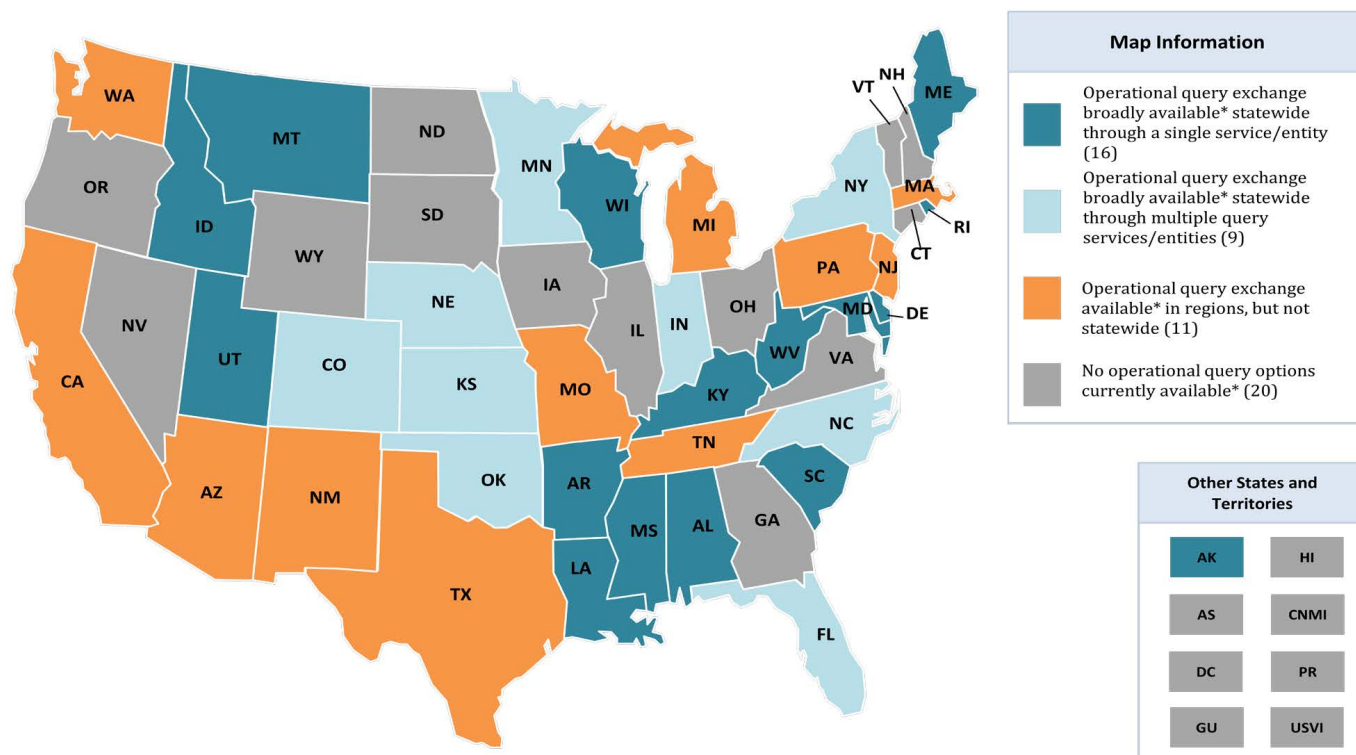 Map Information
Operational query exchange
broadly available* statewide
through a single service/entity
(16)
Operational query exchange
broadly available* statewide
through multiple query
services/entities (9)
Operational query exchange
available* in regions, but not
statewide (11)
No operational query options
currently available* (20)
Other States and
Territories
AK
HI
AS
CNMI
DC
PR
GU
USVI
WA
MT
ND
MN
VT
NH
ME
OR
ID
SD
WI
NY
MA
MI
RI
CT
WY
IA
PA
NJ
NE
NV
UT
CO
IL
IN
OH
MD
DE
WV
VA
CA
KS
MO
KY
NC
TN
AZ
NM
OK
AR
SC
MS
AL
GA
TX
LA
FL